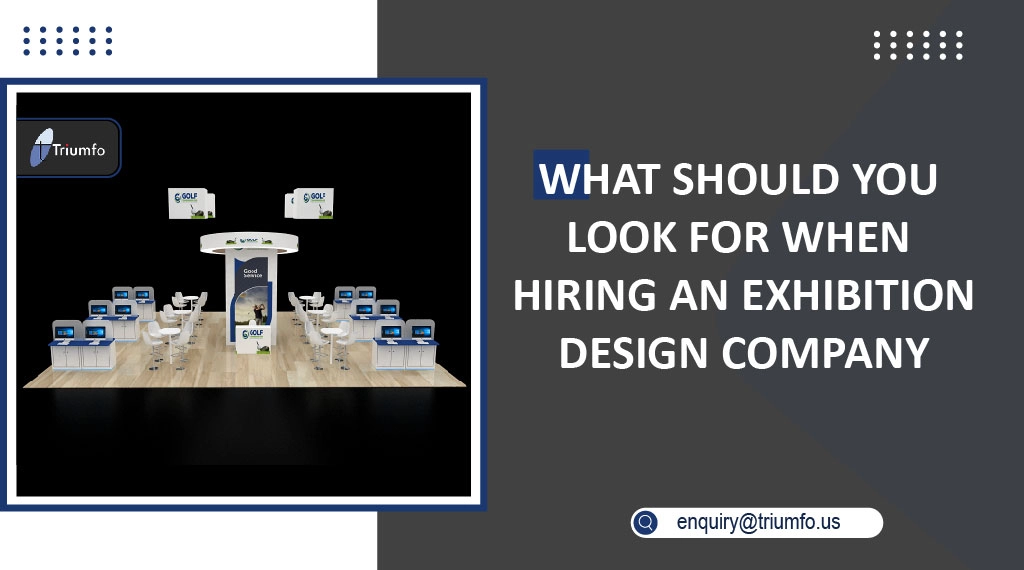 Triumfo
GOLF
GOLF
Good
Service
GOLF
WHAT SHOULD YOU
LOOK FOR WHEN
HIRING AN EXHIBITION
DESIGN COMPANY
enquiry@triumfo.us